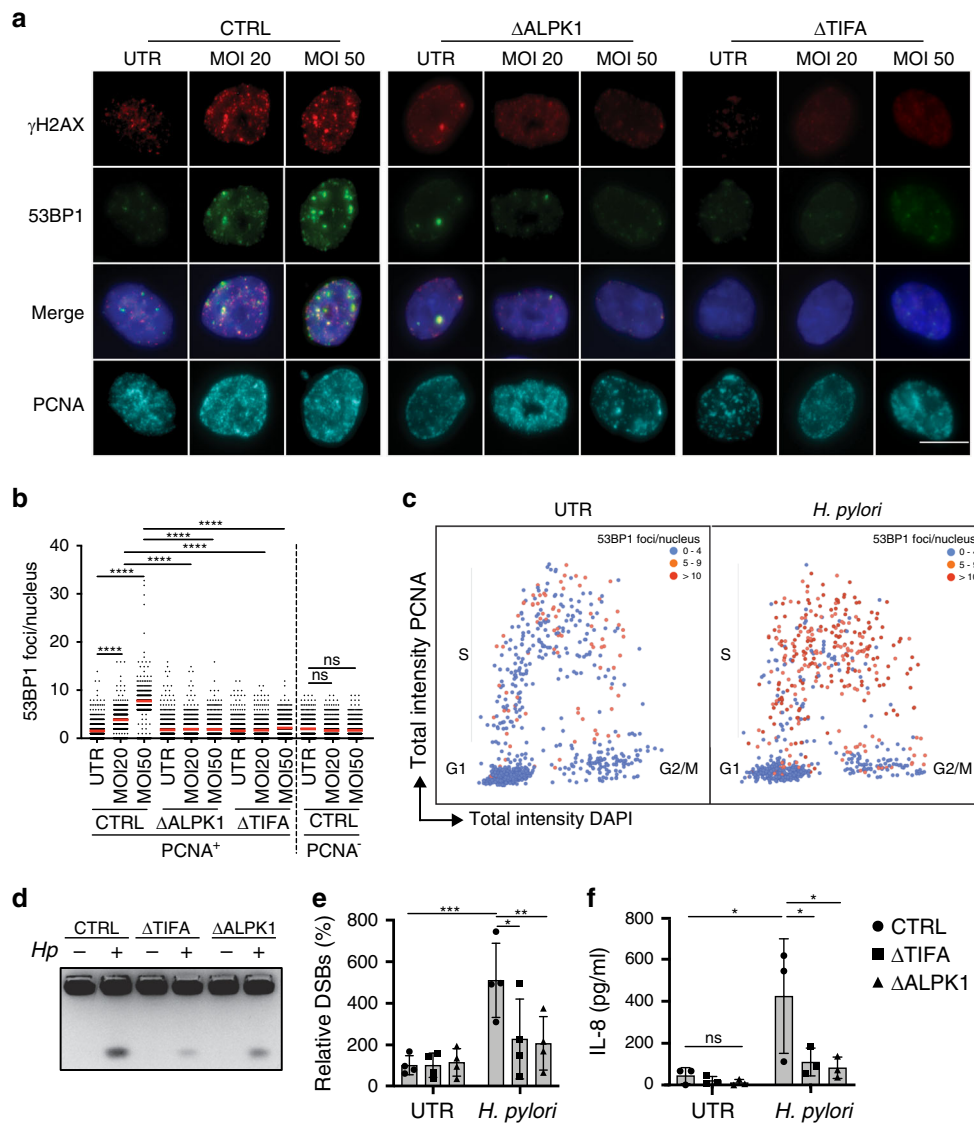 a
CTRL
ΔALPK1
ΔTIFA
UTR MOI 20 MOI 50 UTR MOI 20 MOI 50 UTR MOI 20 MOI 50
γH2AX
53BP1
Merge
PCNA
b
53BP1 foci/nucleus
40
30
20
10
0
****
****
****
****
****
****
ns
ns
UTR MOI20 MOI50 UTR MOI20 MOI50 UTR MOI20 MOI50 UTR MOI20 MOI50
CTRL ΔALPK1 ΔTIFA CTRL
PCNA⁺ PCNA⁻
c
UTR H. pylori
53BP1 foci/nucleus
0 - 4
5 - 9
> 10
53BP1 foci/nucleus
0 - 4
5 - 9
> 10
Total intensity PCNA
S
G1
G2/M
S
G1
G2/M
Total intensity DAPI
d
CTRL ΔTIFA ΔALPK1
Hp − + − + − +
e
Relative DSBs (%)
800
600
400
200
0
***
**
*
UTR H. pylori
f
IL-8 (pg/ml)
800
600
400
200
0
*
*
*
ns
UTR H. pylori
CTRL
ΔTIFA
ΔALPK1